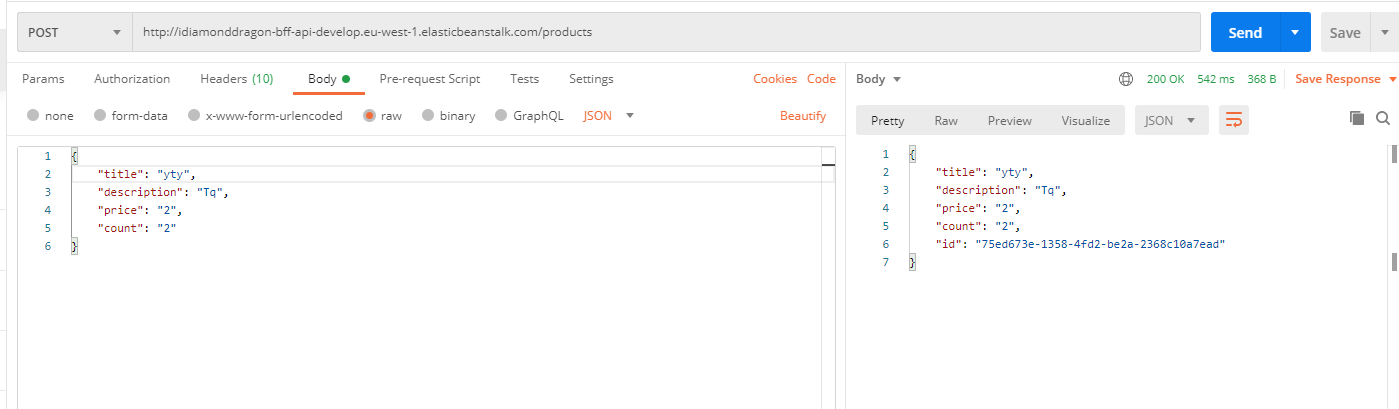 POST http://idiamonddragon-bff-api-develop.eu-west-1.elasticbeanstalk.com/products Send Save
Params Authorization Headers (10) Body Pre-request Script Tests Settings Cookies Code
none form-data x-www-form-urlencoded raw binary GraphQL JSON Beautify
1 {
2 "title": "yty",
3 "description": "Tq",
4 "price": "2",
5 "count": "2"
6 }
Body 200 OK 542 ms 368 B Save Response
Pretty Raw Preview Visualize JSON
1 {
2 "title": "yty",
3 "description": "Tq",
4 "price": "2",
5 "count": "2",
6 "id": "75ed673e-1358-4fd2-be2a-2368c10a7ead"
7 }